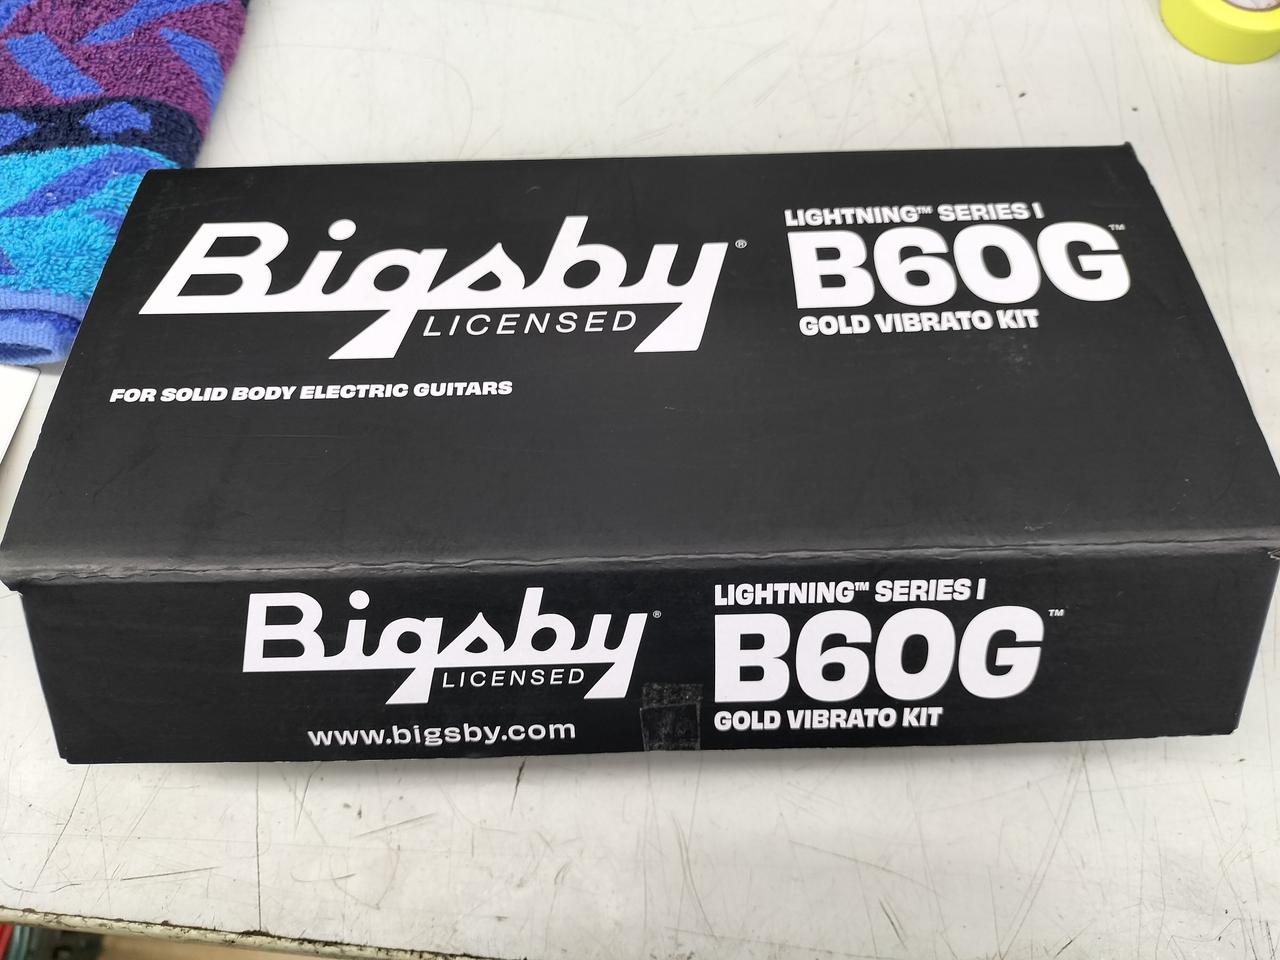 Bigsby®
LICENSED
LIGHTNING™ SERIES I
B60G™
GOLD VIBRATO KIT
FOR SOLID BODY ELECTRIC GUITARS
Bigsby®
LICENSED
www.bigsby.com
LIGHTNING™ SERIES I
B60G™
GOLD VIBRATO KIT